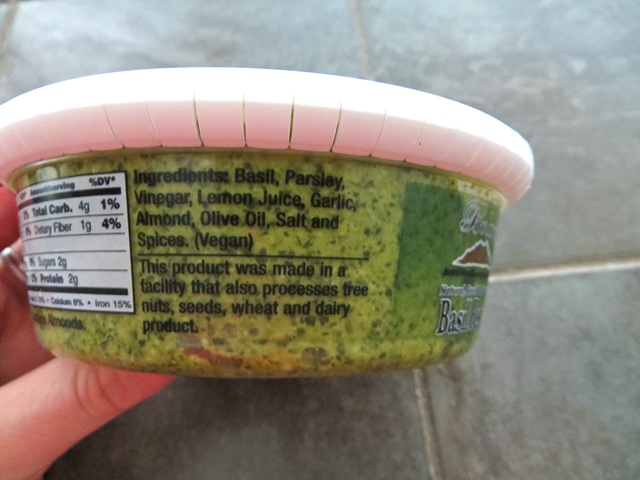 Amount/serving %DV*
Total Carb. 4g 1%
Dietary Fiber 1g 4%
Sugars 2g
Protein 2g
Calcium 8% • Iron 15%
Almonds.
Ingredients: Basil, Parsley,
Vinegar, Lemon Juice, Garlic,
Almond, Olive Oil, Salt and
Spices. (Vegan)
This product was made in a
facility that also processes tree
nuts, seeds, wheat and dairy
product.
Basil